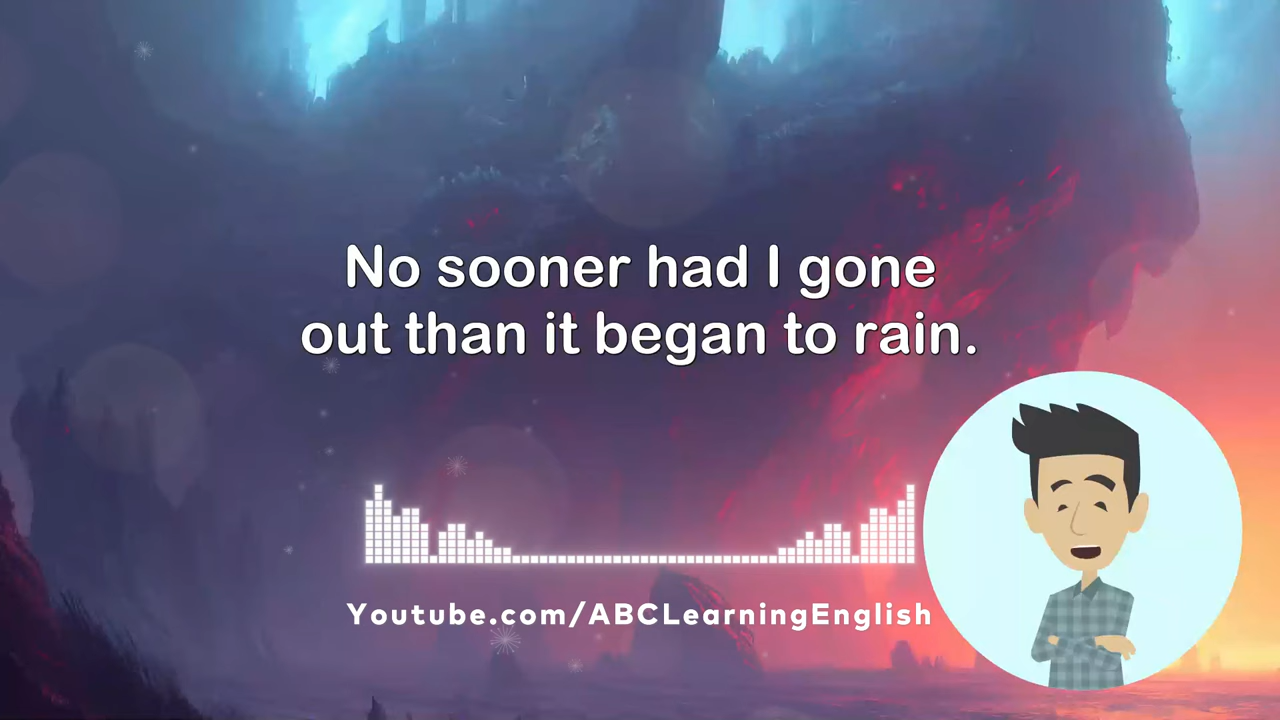 No sooner had I gone
out than it began to rain.
Youtube.com/ABCLearningEnglish